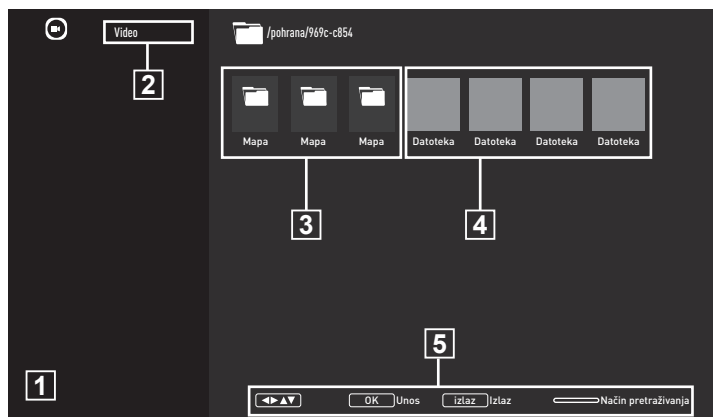 Video
/pohrana/969c-c854
2
Mapa Mapa Mapa Datoteka Datoteka Datoteka Datoteka
3 4
5
1
◀▶▲▼ OK Unos izlaz Izlaz Način pretraživanja